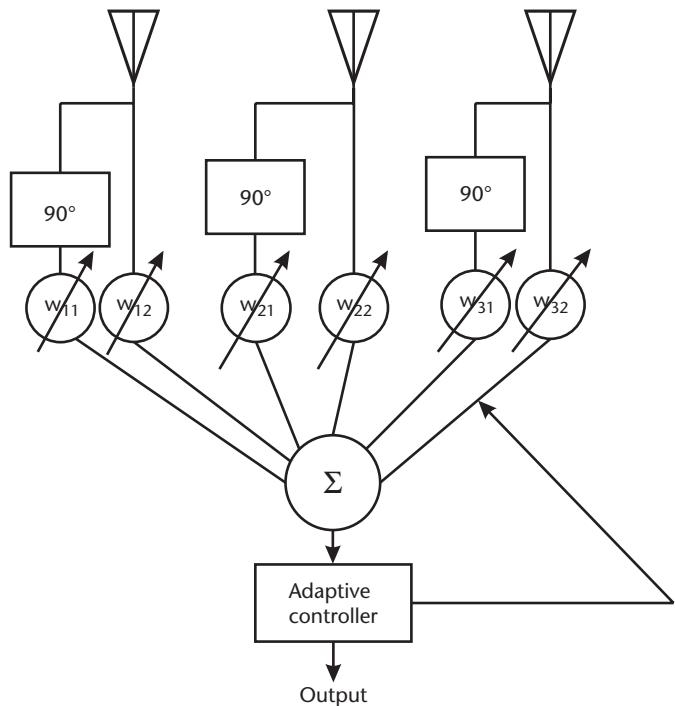 90°
90°
90°
w11
w12
w21
w22
w31
w32
Σ
Adaptive
controller
Output